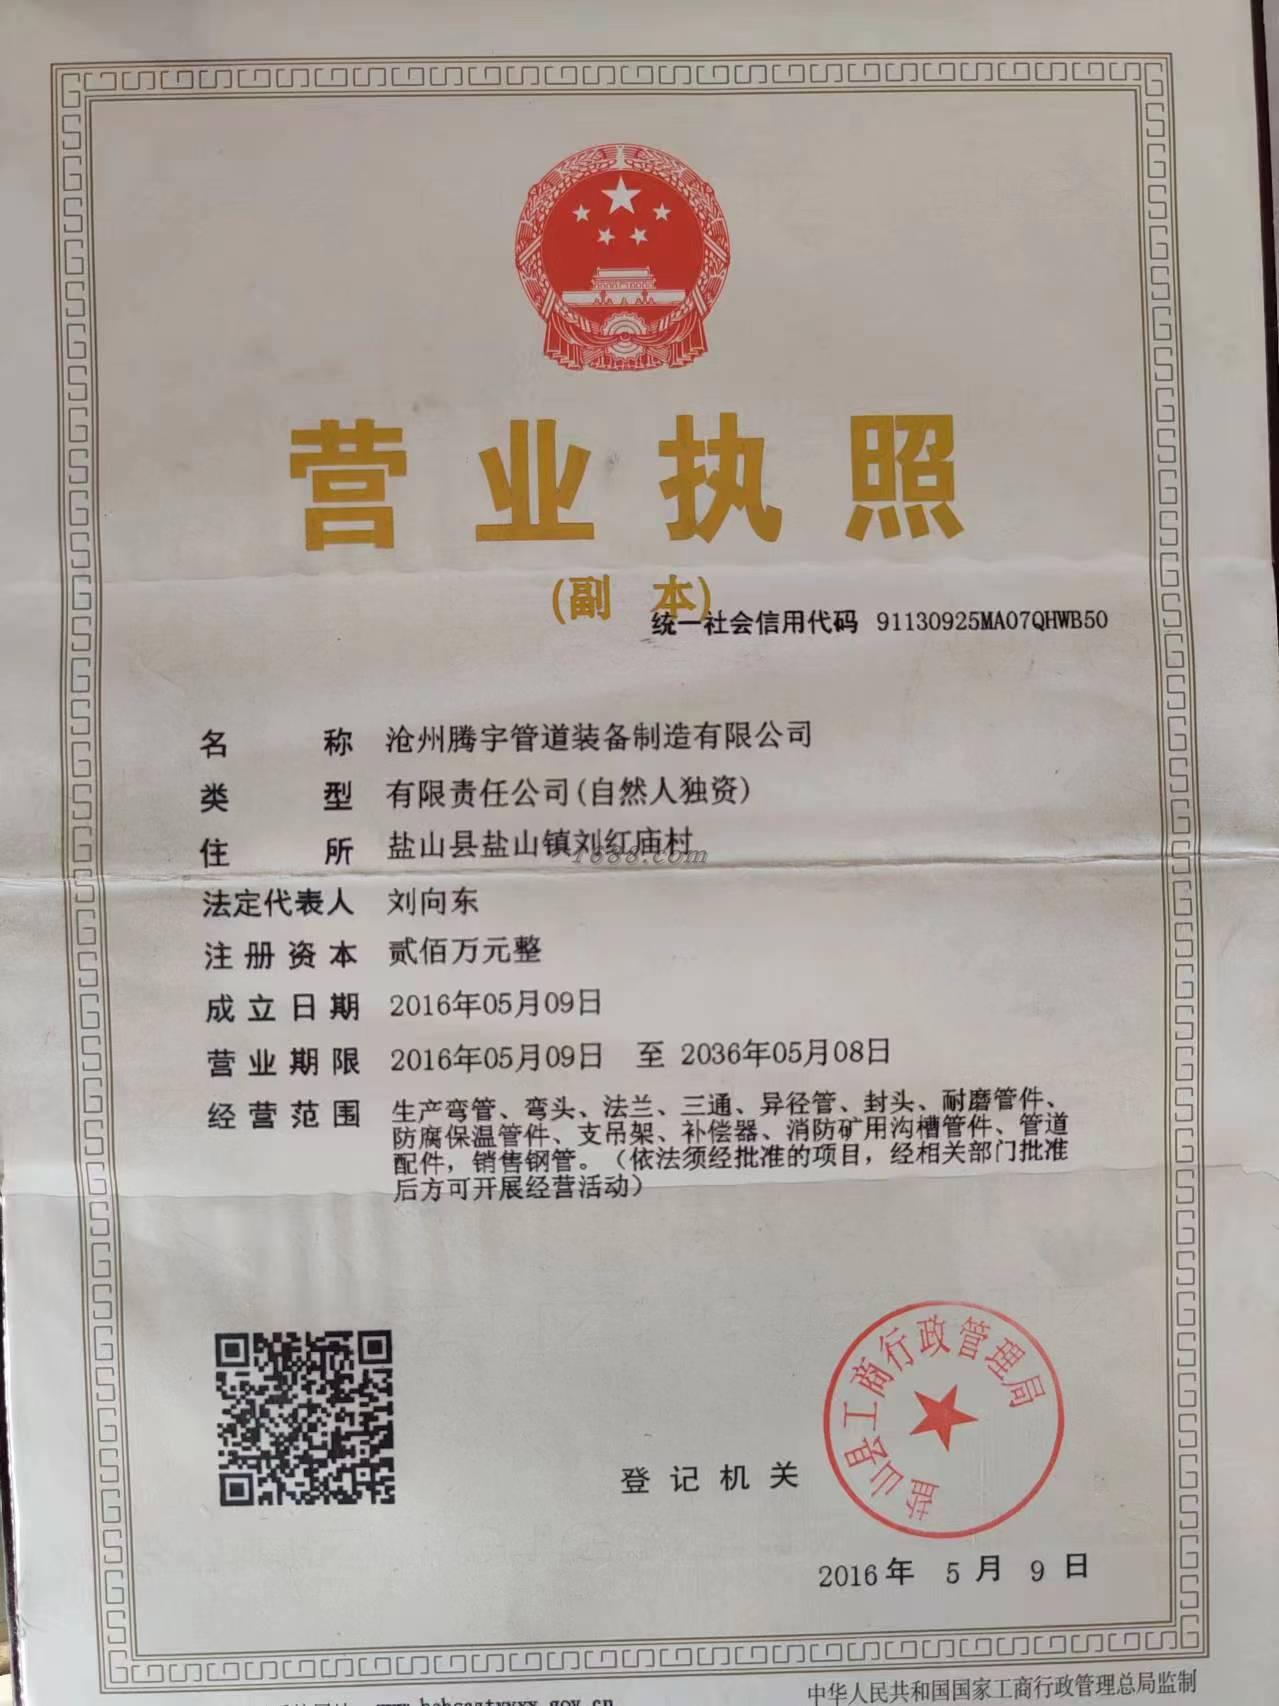 营业执照
(副 本)
统一社会信用代码 91130925MA07QHWB50
名 称 沧州腾宇管道装备制造有限公司
类 型 有限责任公司(自然人独资)
住 所 盐山县盐山镇刘红庙村
1688.com
法定代表人 刘向东
注册资本 贰佰万元整
成立日期 2016年05月09日
营业期限 2016年05月09日 至 2036年05月08日
经营范围 生产弯管、弯头、法兰、三通、异径管、封头、耐磨管件、
防腐保温管件、支吊架、补偿器、消防矿用沟槽管件、管道
配件，销售钢管。（依法须经批准的项目，经相关部门批准
后方可开展经营活动）
盐山县工商行政管理局
登记机关
2016年 5月 9日
中华人民共和国国家工商行政管理总局监制